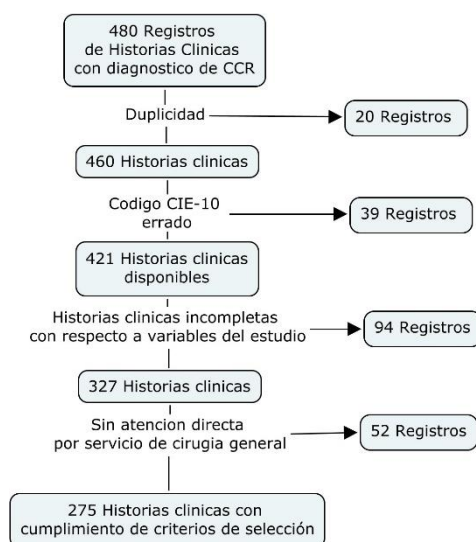 480 Registros
de Historias Clinicas
con diagnostico de CCR
Duplicidad
20 Registros
460 Historias clinicas
Codigo CIE-10
errado
39 Registros
421 Historias clinicas
disponibles
Historias clinicas incompletas
con respecto a variables del estudio
94 Registros
327 Historias clinicas
Sin atencion directa
por servicio de cirugia general
52 Registros
275 Historias clinicas con
cumplimiento de criterios de selección